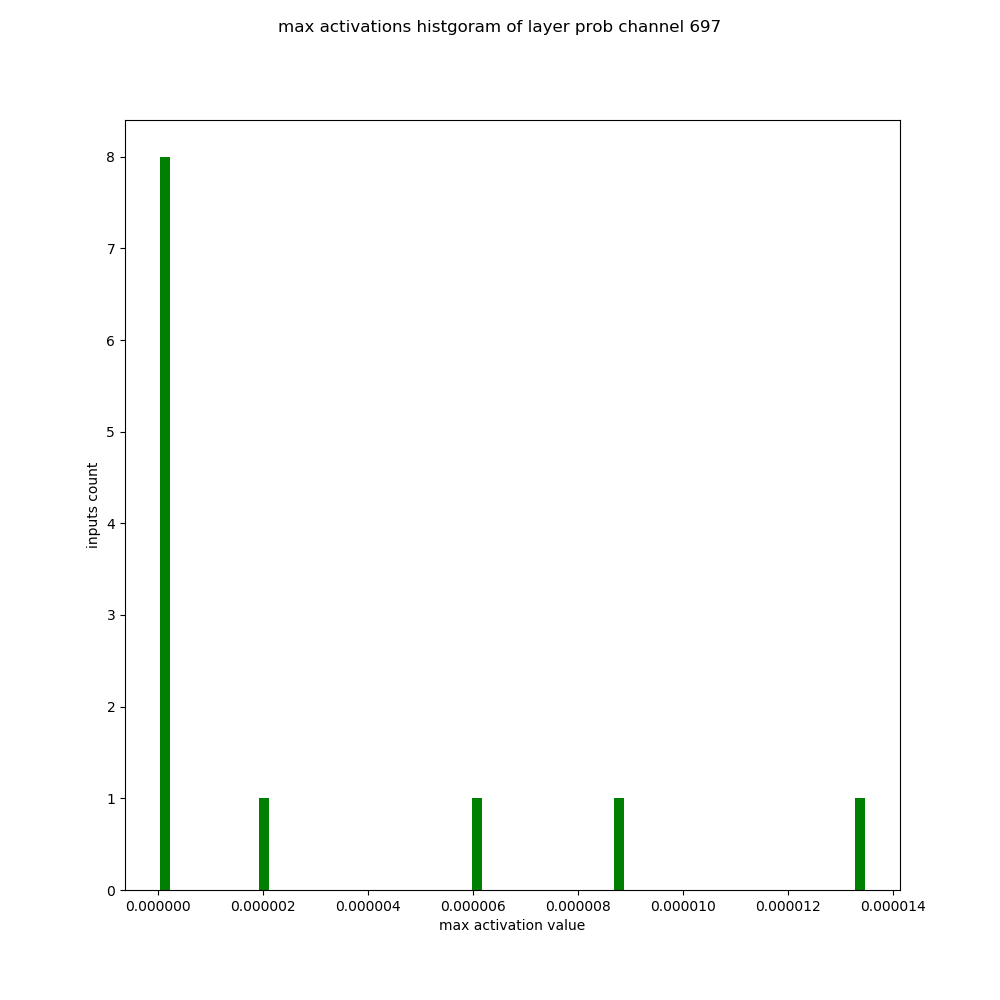 max activations histgoram of layer prob channel 697
8
7
6
5
4
3
2
1
0
inputs count
0.000000 0.000002 0.000004 0.000006 0.000008 0.000010 0.000012 0.000014
max activation value